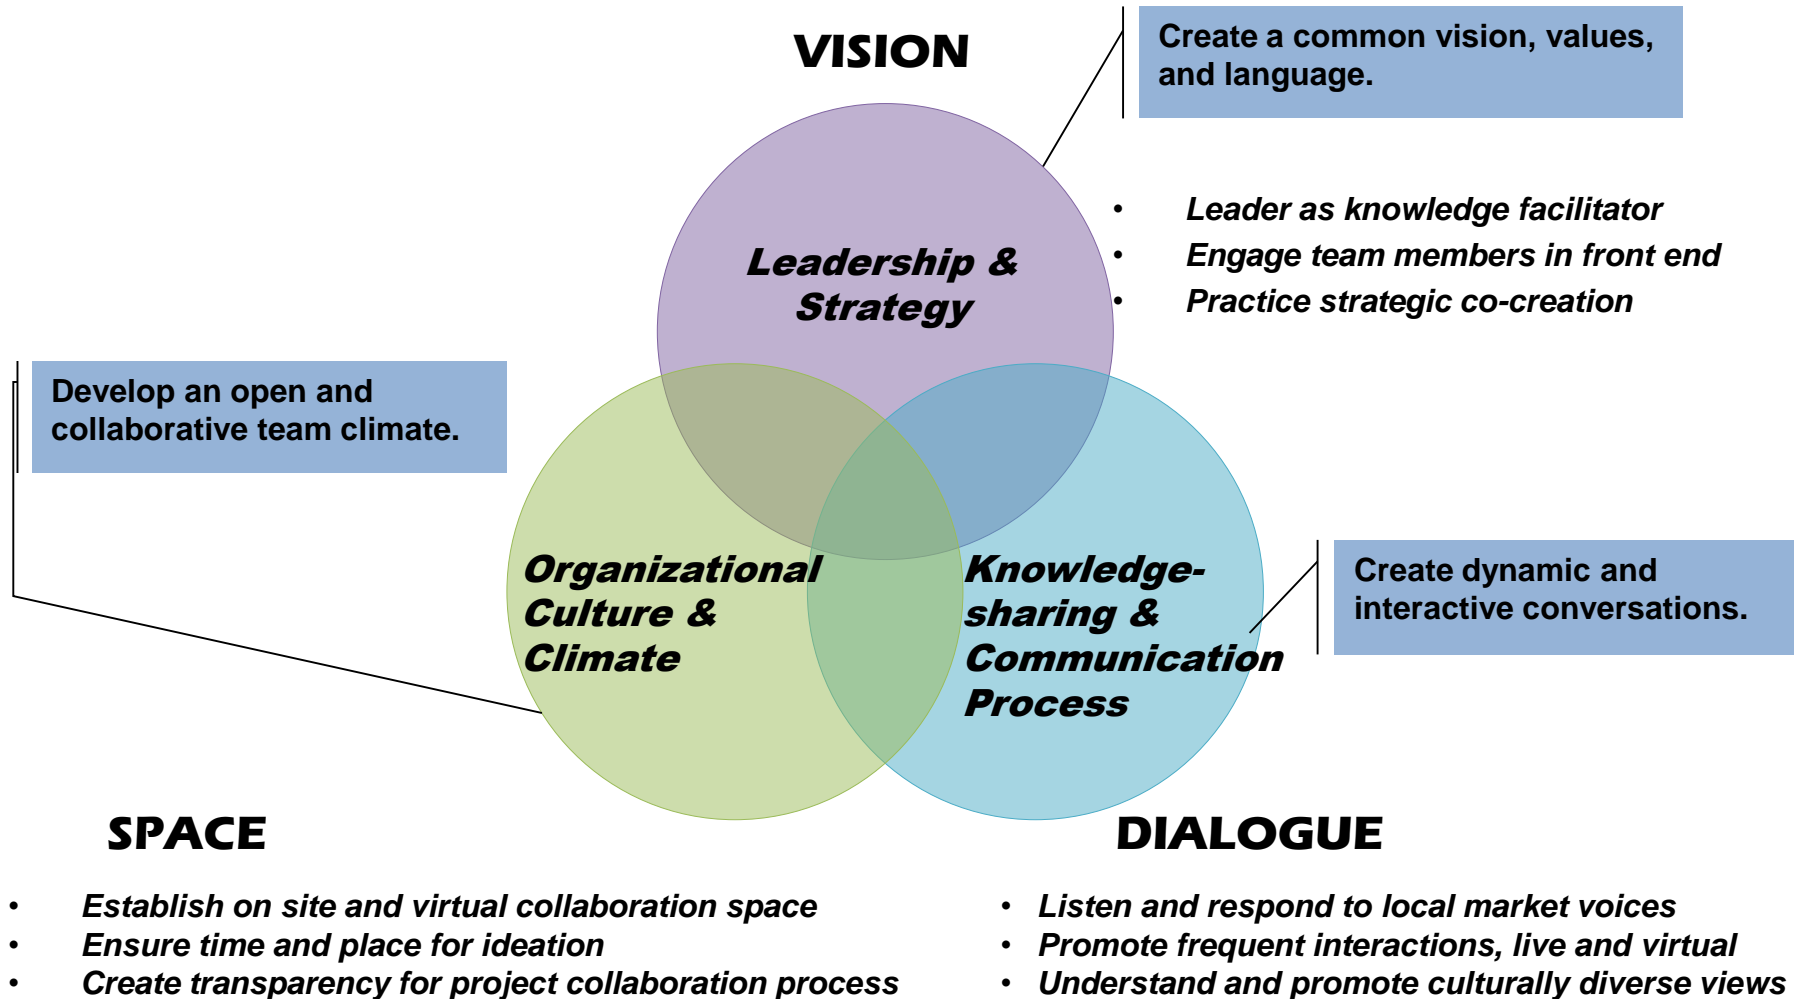 VISION
Create a common vision, values,
and language.
• Leader as knowledge facilitator
• Engage team members in front end
• Practice strategic co-creation
Leadership &
Strategy
Develop an open and
collaborative team climate.
Organizational
Culture &
Climate
Knowledge-
sharing &
Communication
Process
Create dynamic and
interactive conversations.
SPACE
• Establish on site and virtual collaboration space
• Ensure time and place for ideation
• Create transparency for project collaboration process
DIALOGUE
• Listen and respond to local market voices
• Promote frequent interactions, live and virtual
• Understand and promote culturally diverse views